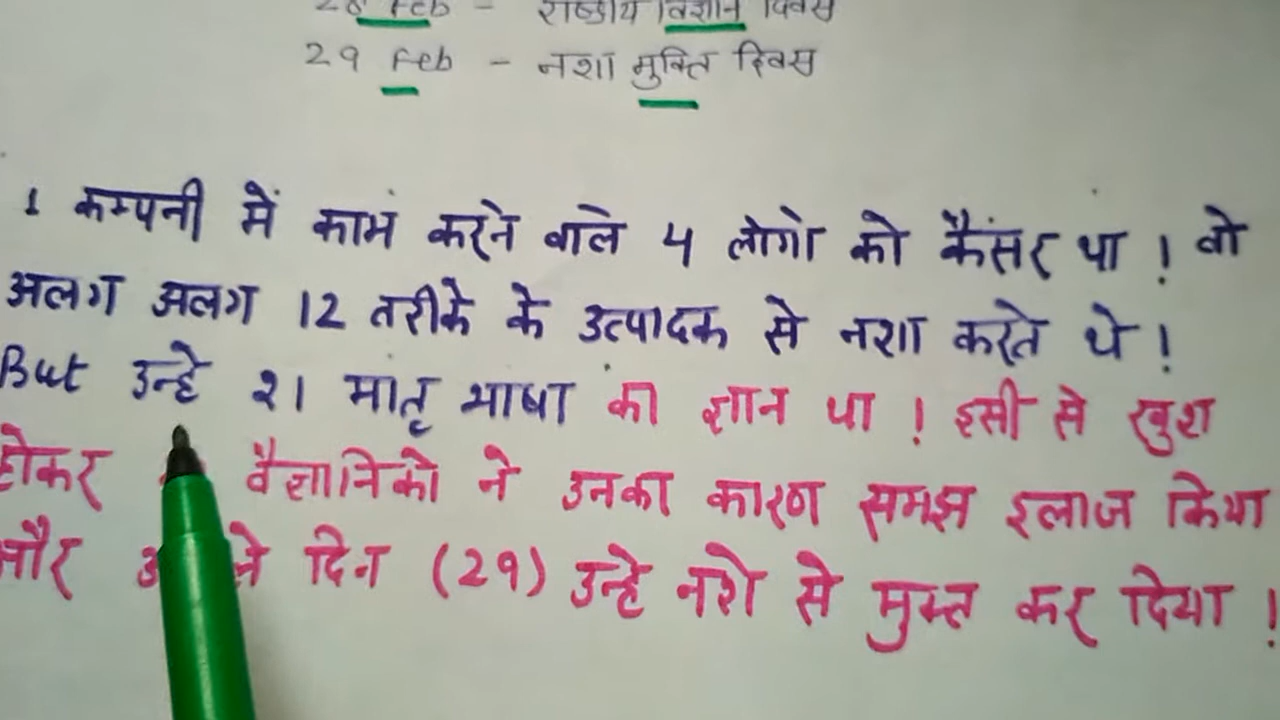 28 Feb - राष्ट्रीय विज्ञान दिवस
29 Feb - नशा मुक्ति दिवस
1 कम्पनी में काम करने वाले 4 लोगो को कैंसर था ! वो
अलग अलग 12 तरीके के उत्पादक से नशा करते थे !
But उन्हे 21 मातृ भाषा का ज्ञान था ! इसी से खुश
होकर वैज्ञानिको ने उनका कारण समझ इलाज किया
और दिन (29) उन्हे नशे से मुक्त कर दिया !